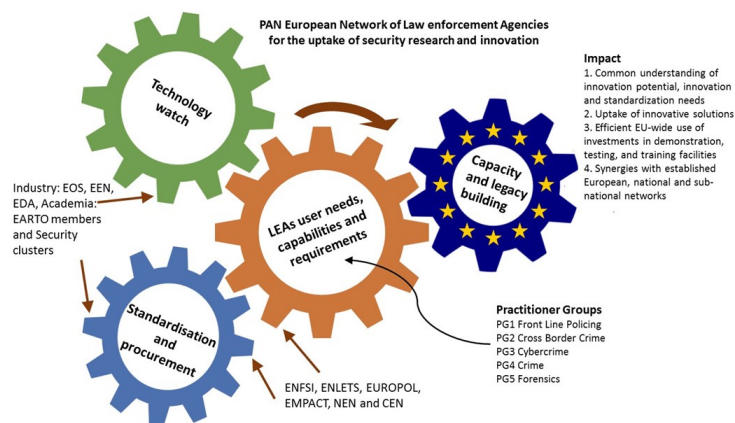 PAN European Network of Law enforcement Agencies
for the uptake of security research and innovation
Technology
watch
Impact
1. Common understanding of
innovation potential, innovation
and standardization needs
2. Uptake of innovative solutions
3. Efficient EU-wide use of
investments in demonstration,
testing, and training facilities
4. Synergies with established
European, national and sub-
national networks
Capacity
and legacy
building
LEAs user needs,
capabilities and
requirements
Industry: EOS, EEN,
EDA, Academia:
EARTO members
and Security
clusters
Standardisation
and
procurement
Practitioner Groups
PG1 Front Line Policing
PG2 Cross Border Crime
PG3 Cybercrime
PG4 Crime
PG5 Forensics
ENFSI, ENLETS, EUROPOL,
EMPACT, NEN and CEN